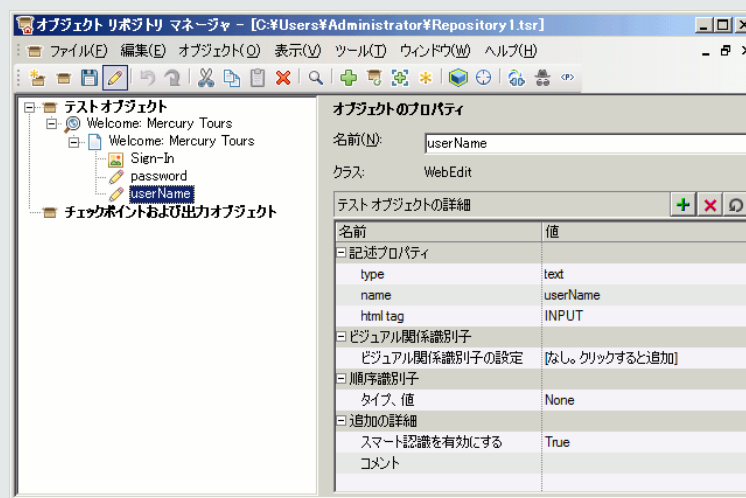 オブジェクト リポジトリ マネージャ - [C:¥Users¥Administrator¥Repository1.tsr]
ファイル(F) 編集(E) オブジェクト(O) 表示(V) ツール(T) ウィンドウ(W) ヘルプ(H)
テスト オブジェクト
Welcome: Mercury Tours
Welcome: Mercury Tours
Sign-In
password
userName
チェックポイントおよび出力オブジェクト
オブジェクトのプロパティ
名前(N): userName
クラス: WebEdit
テスト オブジェクトの詳細
名前 値
記述プロパティ
type text
name userName
html tag INPUT
ビジュアル関係識別子
ビジュアル関係識別子の設定 [なし。クリックすると追加]
順序識別子
タイプ、値 None
追加の詳細
スマート認識を有効にする True
コメント